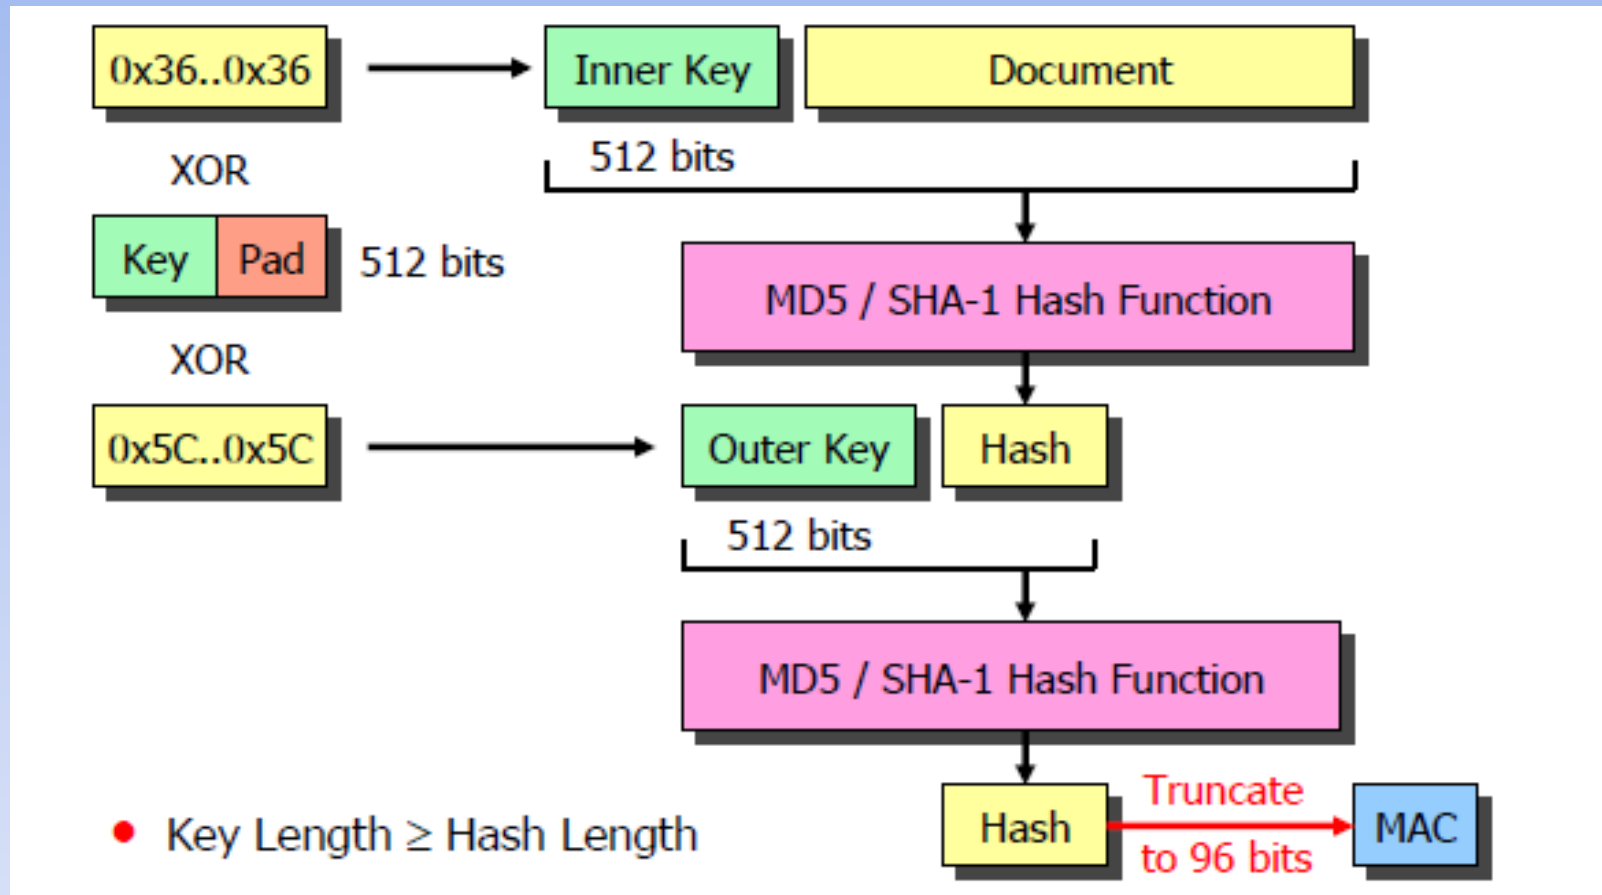 0x36..0x36
Inner Key
Document
512 bits
XOR
Key
Pad
512 bits
MD5 / SHA-1 Hash Function
XOR
0x5C..0x5C
Outer Key
Hash
512 bits
MD5 / SHA-1 Hash Function
Hash
Truncate
to 96 bits
MAC
• Key Length ≥ Hash Length